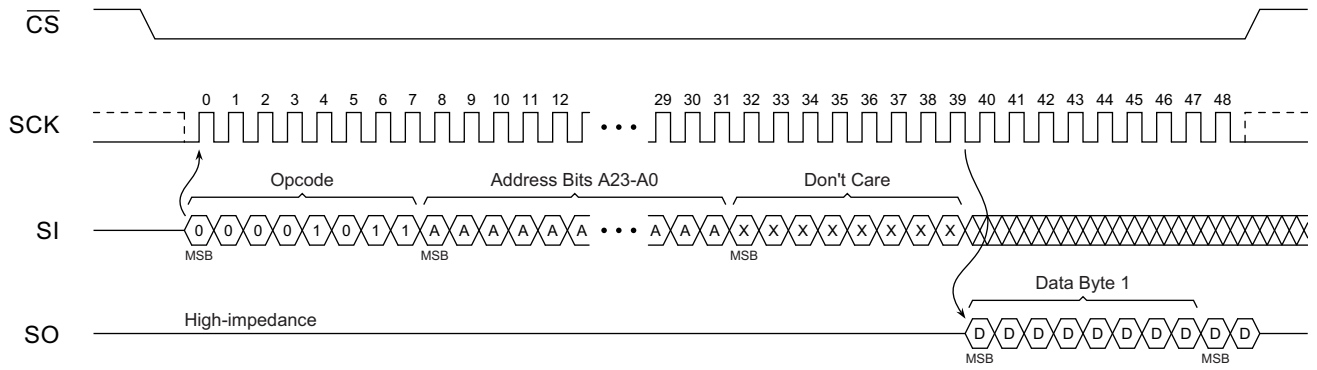 CS
SCK 0 1 2 3 4 5 6 7 8 9 10 11 12 29 30 31 32 33 34 35 36 37 38 39 40 41 42 43 44 45 46 47 48
Opcode Address Bits A23-A0 Don't Care
SI 0 0 0 0 1 0 1 1 A A A A A A A A A X X X X X X X X
MSB MSB MSB
Data Byte 1
High-impedance
SO D D D D D D D D D D
MSB MSB